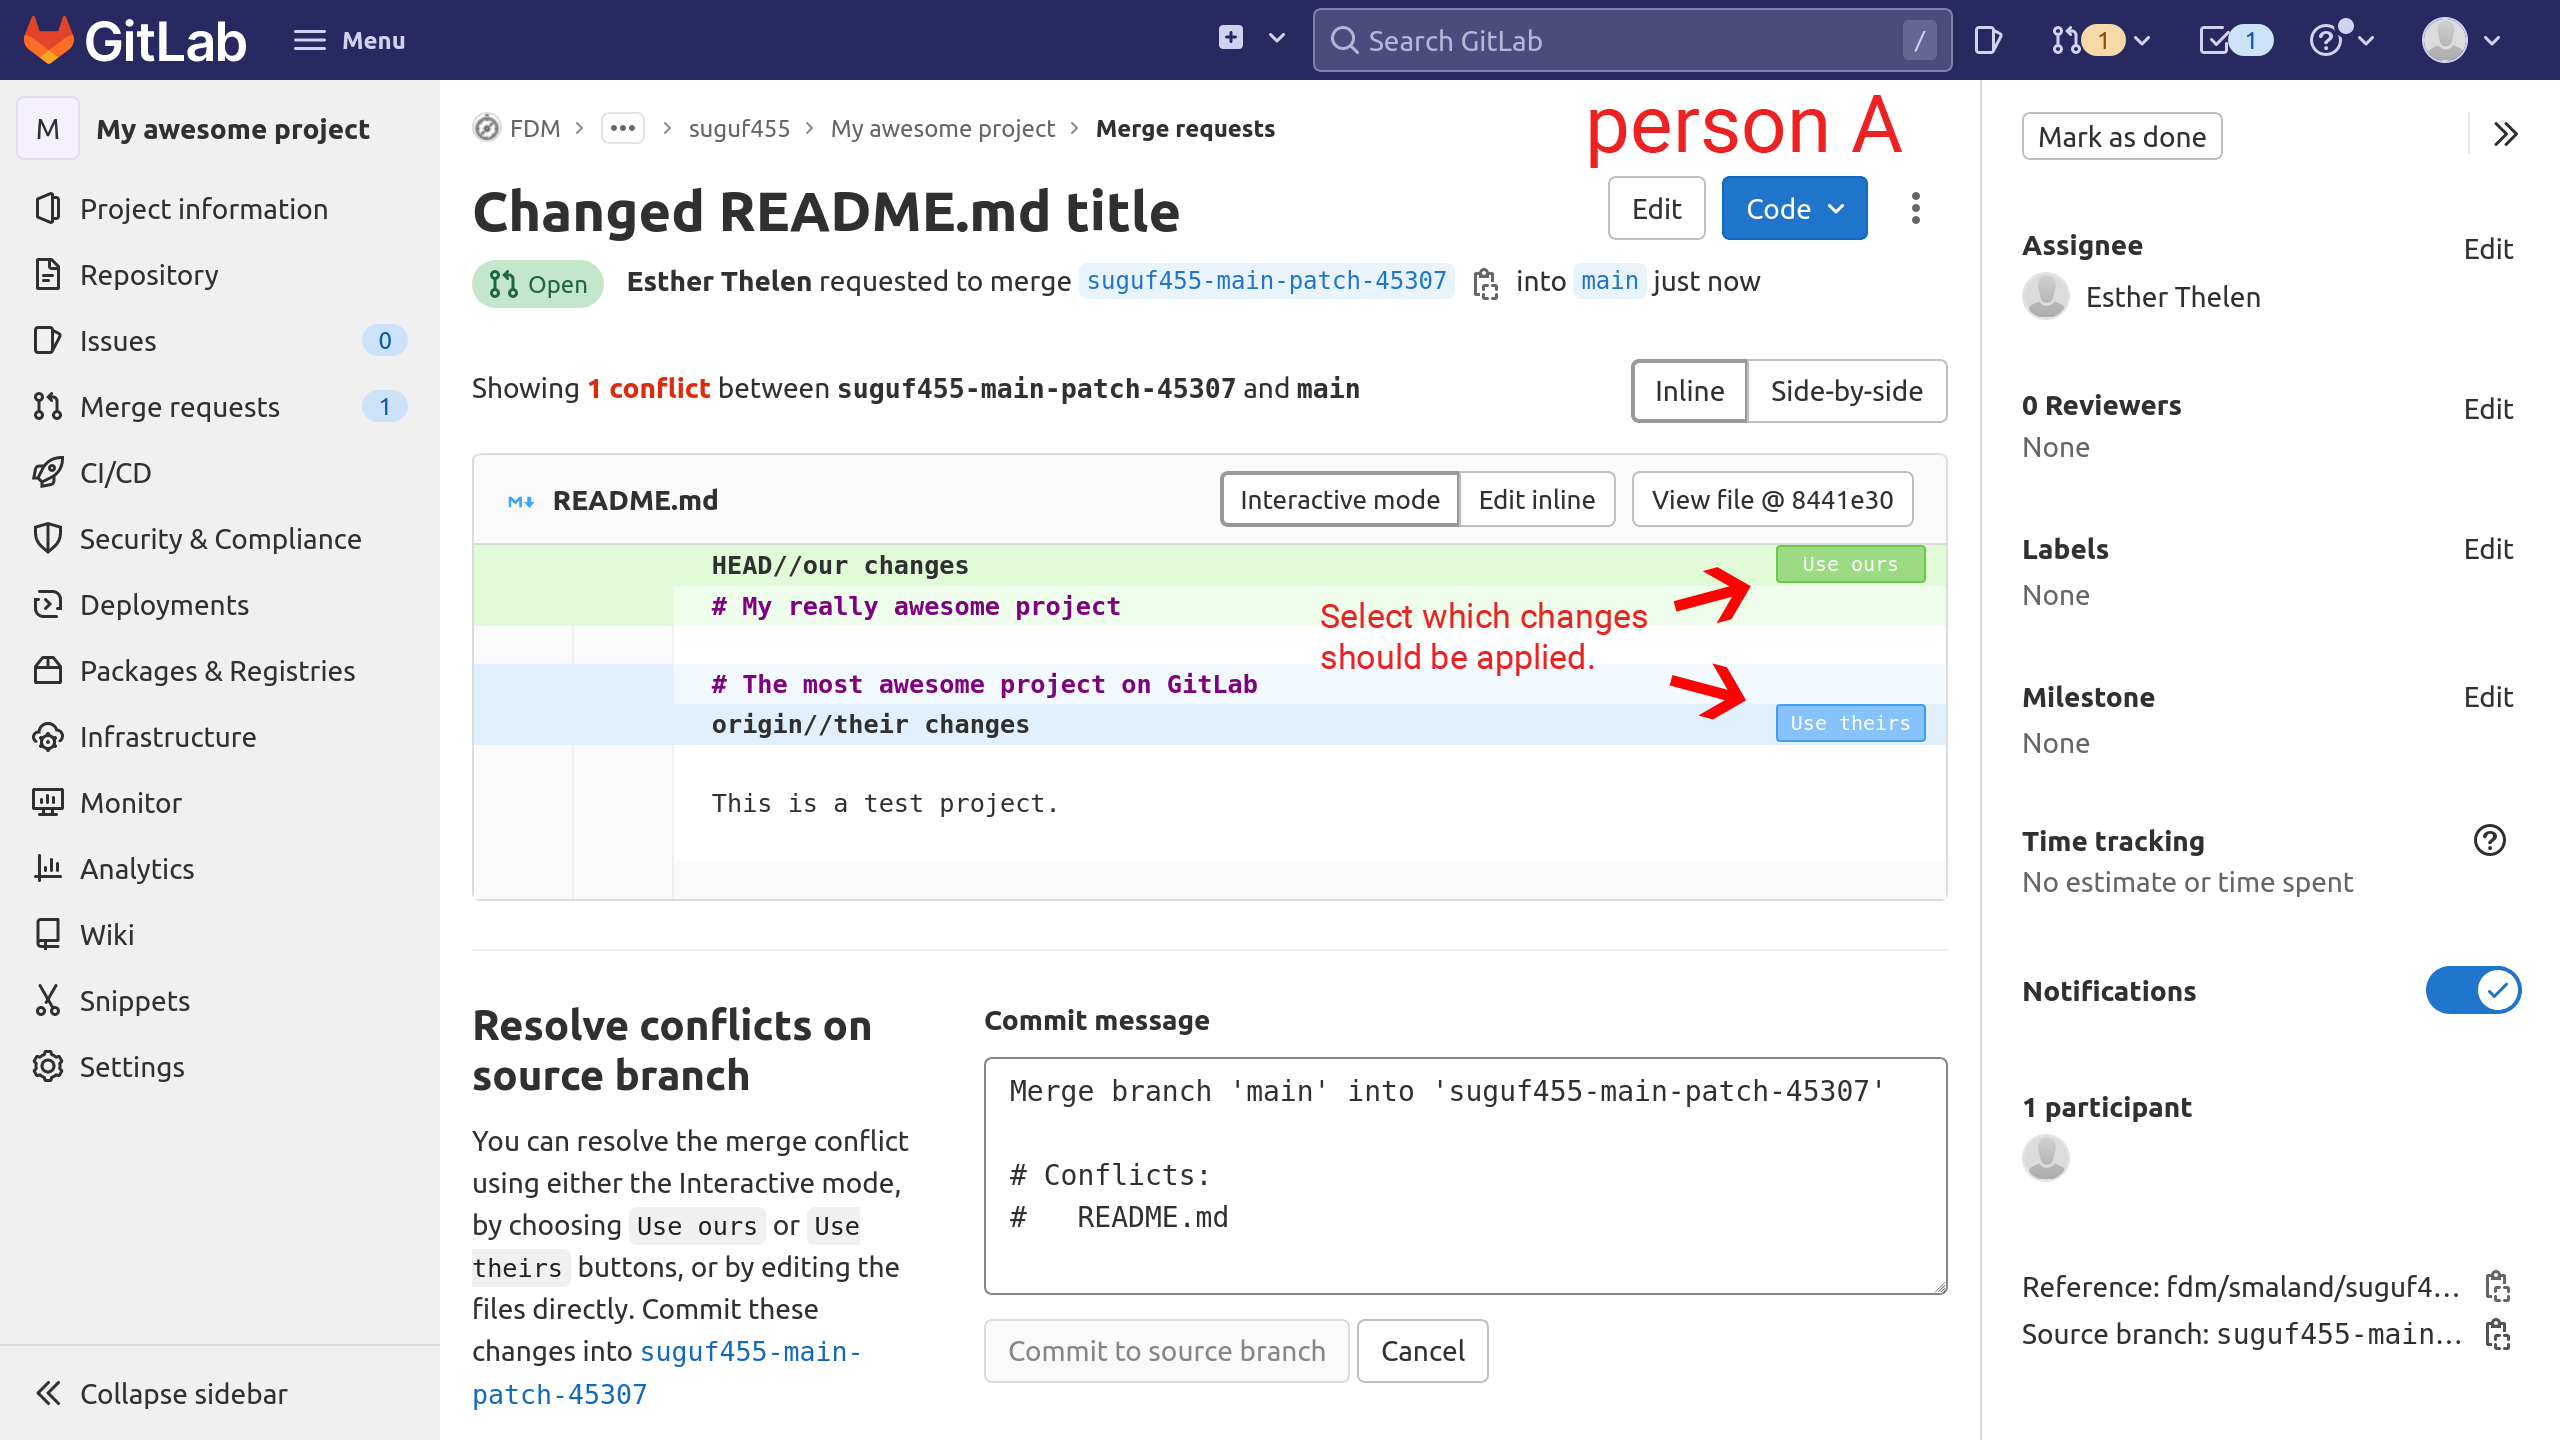 GitLab
Menu
Search GitLab
/
1
1
M
My awesome project
Project information
Repository
Issues
0
Merge requests
1
CI/CD
Security & Compliance
Deployments
Packages & Registries
Infrastructure
Monitor
Analytics
Wiki
Snippets
Settings
Collapse sidebar
FDM > ••• > suguf455 > My awesome project > Merge requests
person A
Changed README.md title
Edit
Code
Open
Esther Thelen requested to merge suguf455-main-patch-45307 into main just now
Showing 1 conflict between suguf455-main-patch-45307 and main
Inline
Side-by-side
README.md
Interactive mode
Edit inline
View file @ 8441e30
HEAD//our changes
Use ours
# My really awesome project
Select which changes
should be applied.
# The most awesome project on GitLab
origin//their changes
Use theirs
This is a test project.
Resolve conflicts on
source branch
You can resolve the merge conflict
using either the Interactive mode,
by choosing Use ours or Use
theirs buttons, or by editing the
files directly. Commit these
changes into suguf455-main-
patch-45307
Commit message
Merge branch 'main' into 'suguf455-main-patch-45307'
# Conflicts:
#   README.md
Commit to source branch
Cancel
Mark as done
Assignee
Edit
Esther Thelen
0 Reviewers
Edit
None
Labels
Edit
None
Milestone
Edit
None
Time tracking
No estimate or time spent
Notifications
1 participant
Reference: fdm/smaland/suguf4…
Source branch: suguf455-main…